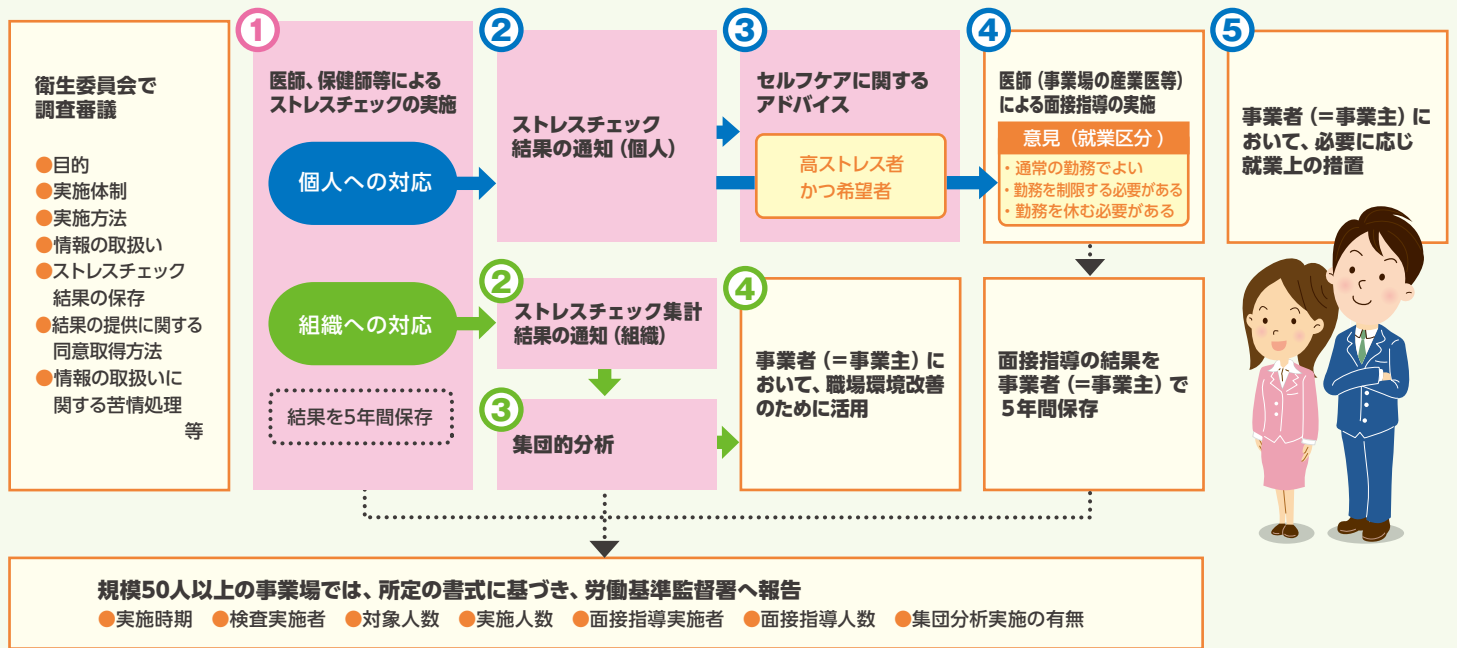 衛生委員会で
調査審議
●目的
●実施体制
●実施方法
●情報の取扱い
●ストレスチェック
結果の保存
●結果の提供に関する
同意取得方法
●情報の取扱いに
関する苦情処理
等
①
医師、保健師等による
ストレスチェックの実施
個人への対応
組織への対応
結果を5年間保存
②
ストレスチェック
結果の通知（個人）
③
セルフケアに関する
アドバイス
高ストレス者
かつ希望者
④
医師（事業場の産業医等）
による面接指導の実施
意見（就業区分）
・通常の勤務でよい
・勤務を制限する必要がある
・勤務を休む必要がある
⑤
事業者（＝事業主）に
おいて、必要に応じ
就業上の措置
②
ストレスチェック集計
結果の通知（組織）
③
集団的分析
④
事業者（＝事業主）に
おいて、職場環境改善
のために活用
面接指導の結果を
事業者（＝事業主）で
５年間保存
規模50人以上の事業場では、所定の書式に基づき、労働基準監督署へ報告
●実施時期 ●検査実施者 ●対象人数 ●実施人数 ●面接指導実施者 ●面接指導人数 ●集団分析実施の有無